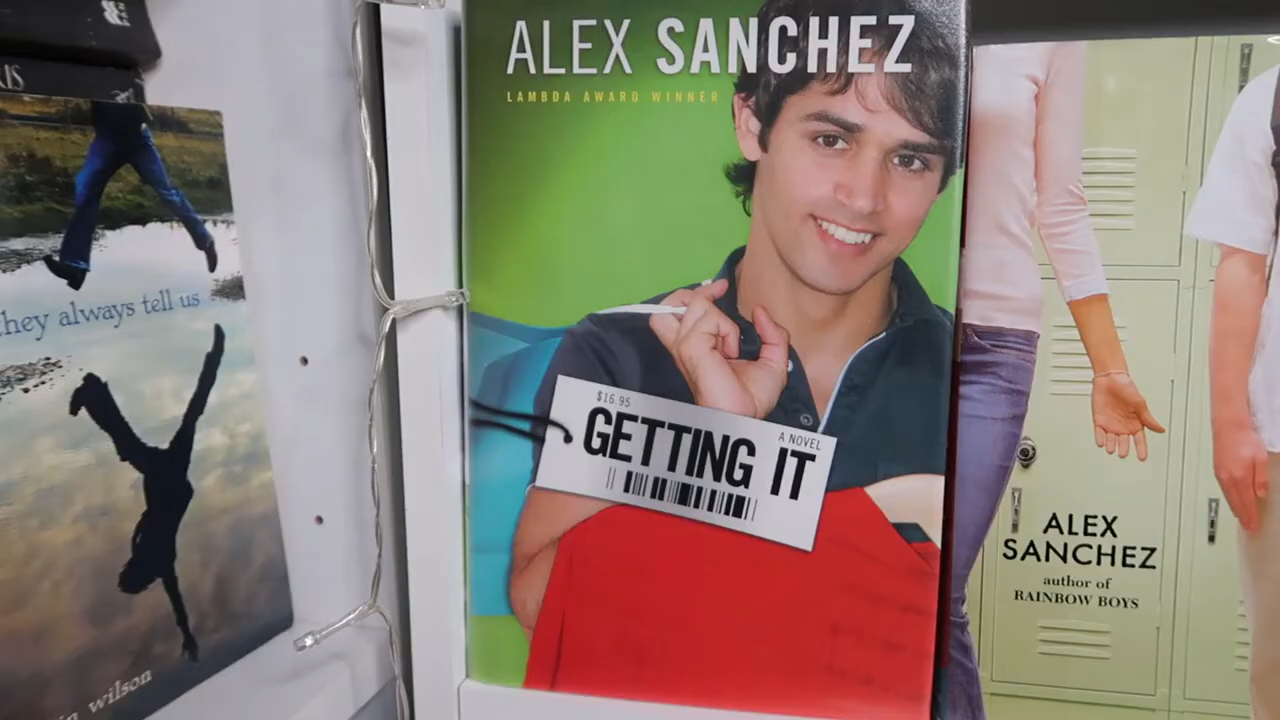 &
they always tell us
wilson
ALEX SANCHEZ
LAMBDA AWARD WINNER
$16.95
A NOVEL
GETTING IT
ALEX
SANCHEZ
author of
RAINBOW BOYS